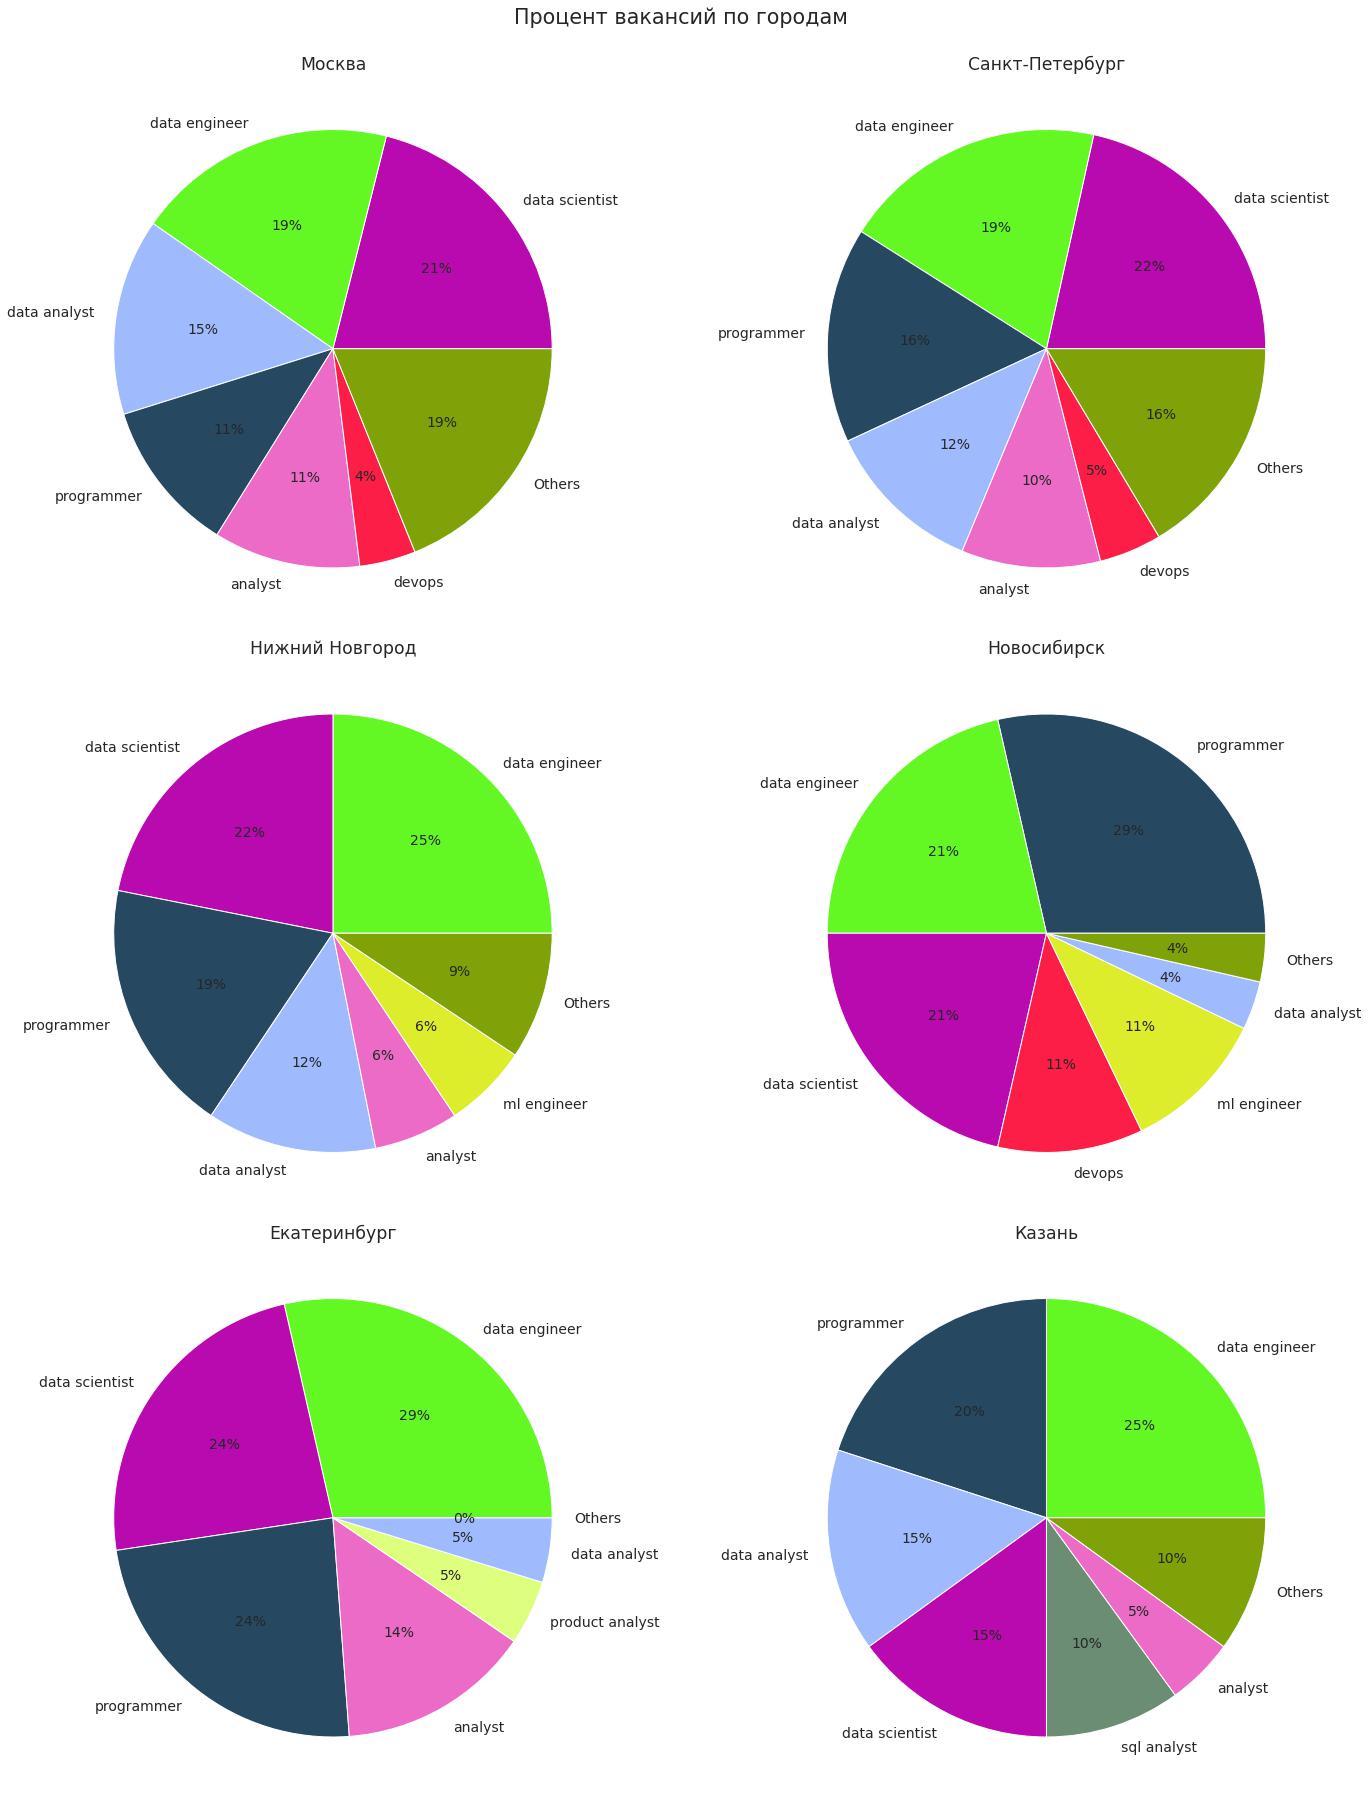 Процент вакансий по городам
Москва
data engineer
data scientist
19%
21%
data analyst
15%
11%
19%
programmer
11%
4%
Others
analyst
devops
Санкт-Петербург
data engineer
data scientist
19%
22%
programmer
16%
12%
16%
data analyst
10%
5%
Others
analyst
devops
Нижний Новгород
data scientist
data engineer
22%
25%
19%
9%
programmer
12%
6%
6%
Others
data analyst
analyst
ml engineer
Новосибирск
programmer
data engineer
29%
21%
4%
Others
4%
data analyst
21%
11%
data scientist
11%
ml engineer
devops
Екатеринбург
data engineer
data scientist
29%
24%
0%
Others
5%
data analyst
5%
product analyst
24%
14%
programmer
analyst
Казань
programmer
data engineer
20%
25%
data analyst
15%
10%
Others
15%
10%
5%
analyst
data scientist
sql analyst